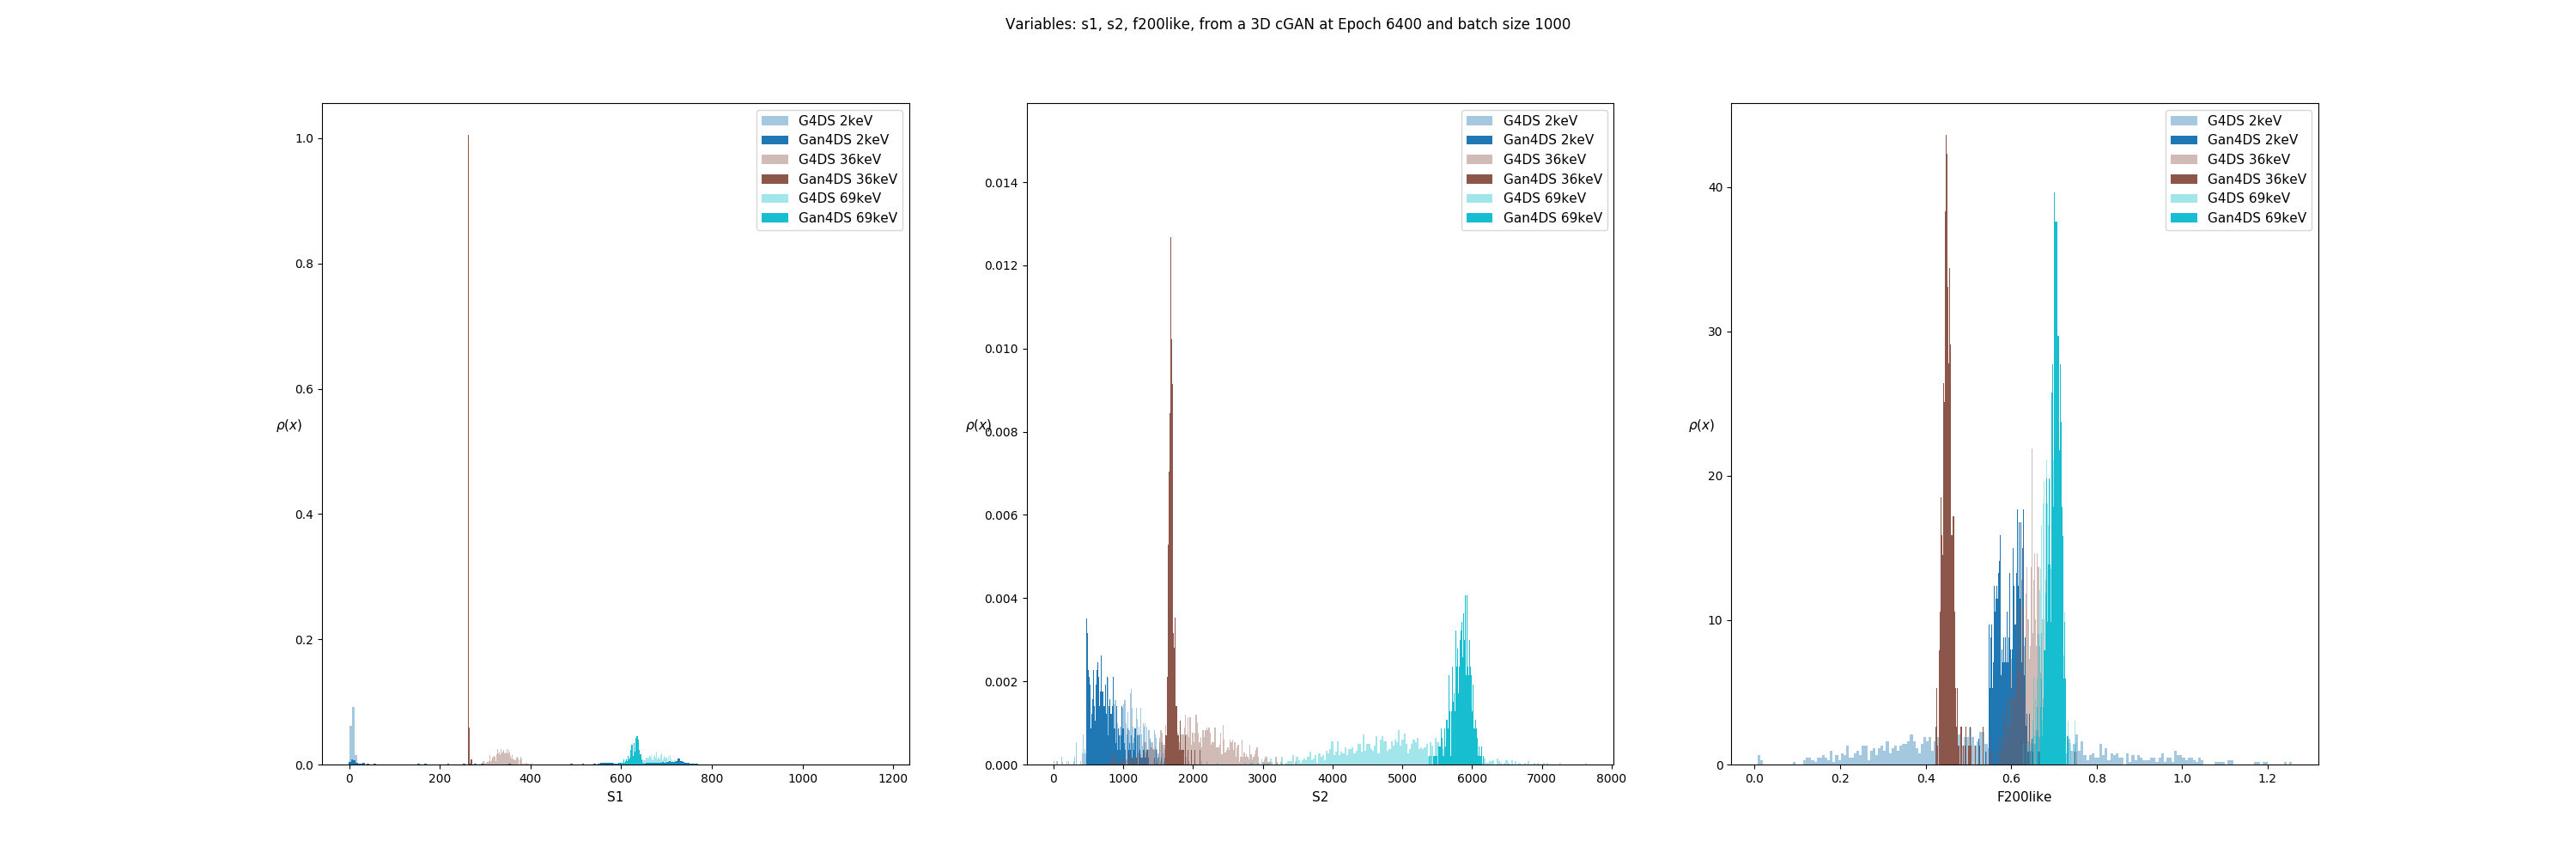 Variables: s1, s2, f200like, from a 3D cGAN at Epoch 6400 and batch size 1000
1.0
0.8
0.6
0.4
0.2
0.0
ρ(x)
0 200 400 600 800 1000 1200
S1
G4DS 2keV
Gan4DS 2keV
G4DS 36keV
Gan4DS 36keV
G4DS 69keV
Gan4DS 69keV
0.014
0.012
0.010
0.008
0.006
0.004
0.002
0.000
ρ(x)
0 1000 2000 3000 4000 5000 6000 7000 8000
S2
G4DS 2keV
Gan4DS 2keV
G4DS 36keV
Gan4DS 36keV
G4DS 69keV
Gan4DS 69keV
40
30
20
10
0
ρ(x)
0.0 0.2 0.4 0.6 0.8 1.0 1.2
F200like
G4DS 2keV
Gan4DS 2keV
G4DS 36keV
Gan4DS 36keV
G4DS 69keV
Gan4DS 69keV